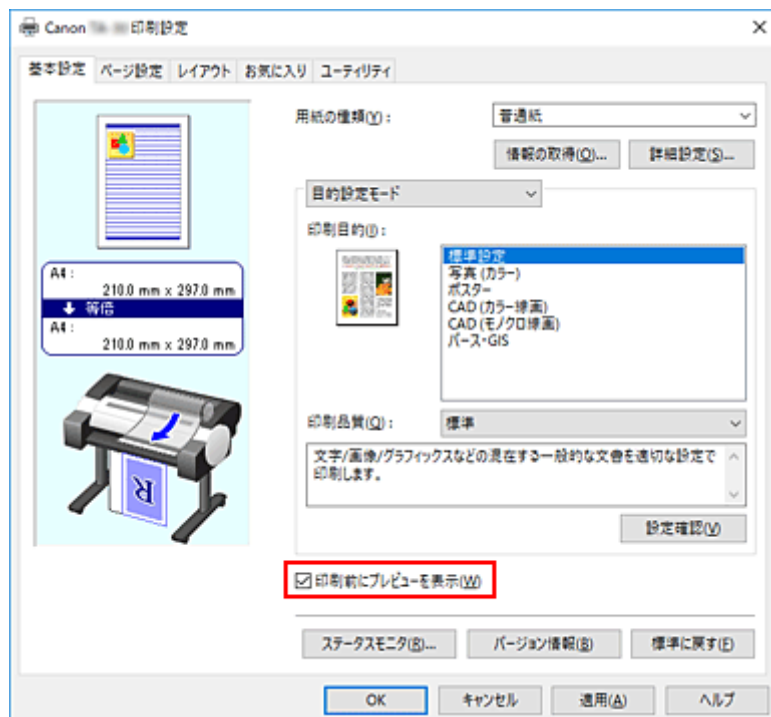 Canon 印刷設定
基本設定 ページ設定 レイアウト お気に入り ユーティリティ
用紙の種類(Y): 普通紙
情報の取得(O)... 詳細設定(S)...
目的設定モード
印刷目的(I):
標準設定
写真 (カラー)
ポスター
CAD (カラー線画)
CAD (モノクロ線画)
パース・GIS
A4 :
210.0 mm x 297.0 mm
等倍
A4 :
210.0 mm x 297.0 mm
R
印刷品質(Q): 標準
文字/画像/グラフィックスなどの混在する一般的な文書を適切な設定で
印刷します。
設定確認(V)
印刷前にプレビューを表示(W)
ステータスモニタ(R)... バージョン情報(B) 標準に戻す(F)
OK キャンセル 適用(A) ヘルプ